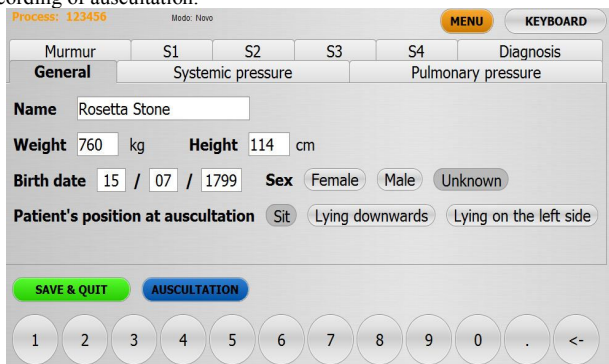 cording of auscultation.
Process: 123456 Modo: Novo MENU KEYBOARD
Murmur S1 S2 S3 S4 Diagnosis
General Systemic pressure Pulmonary pressure
Name Rosetta Stone
Weight 760 kg Height 114 cm
Birth date 15 / 07 / 1799 Sex Female Male Unknown
Patient's position at auscultation Sit Lying downwards Lying on the left side
SAVE & QUIT AUSCULTATION
1 2 3 4 5 6 7 8 9 0 . <-